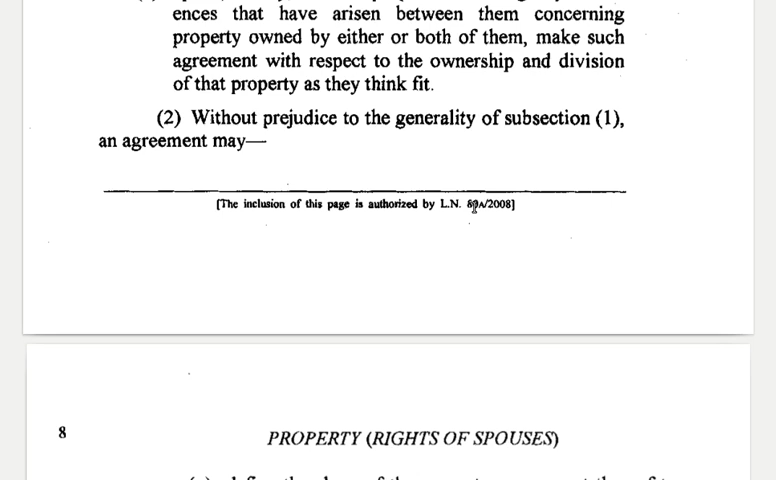 ences that have arisen between them concerning
property owned by either or both of them, make such
agreement with respect to the ownership and division
of that property as they think fit.
(2) Without prejudice to the generality of subsection (1),
an agreement may—
[The inclusion of this page is authorized by L.N. /2008]
8
PROPERTY (RIGHTS OF SPOUSES)